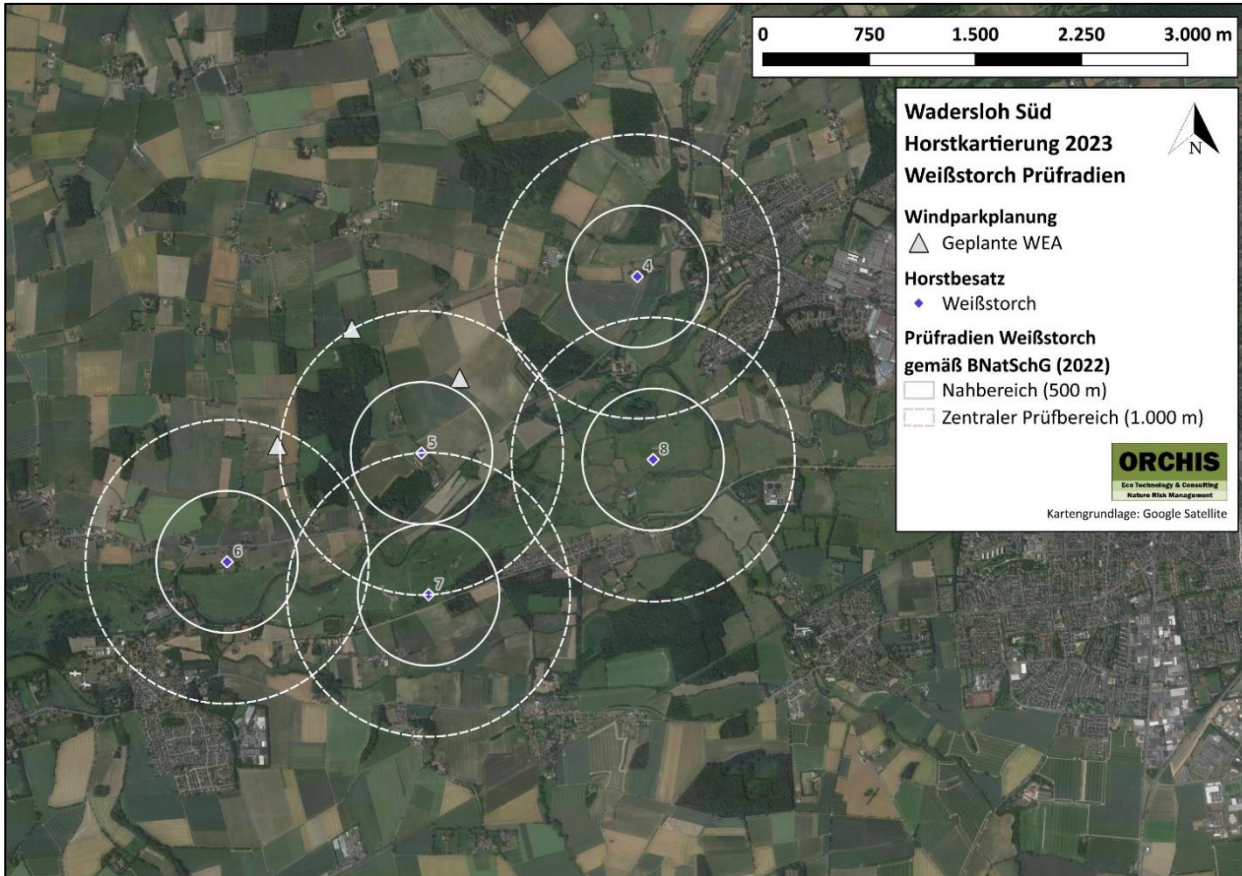 0 750 1.500 2.250 3.000 m
Wadersloh Süd
Horstkartierung 2023
Weißstorch Prüfradien
N
Windparkplanung
Geplante WEA
Horstbesatz
Weißstorch
Prüfradien Weißstorch
gemäß BNatSchG (2022)
Nahbereich (500 m)
Zentraler Prüfbereich (1.000 m)
ORCHIS
Eco Technology & Consulting
Nature Risk Management
Kartengrundlage: Google Satellite
4
5
8
6
7